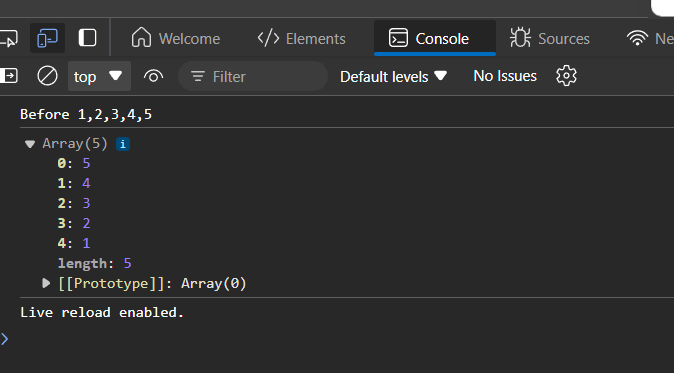 Welcome Elements Console Sources Ne
top Filter Default levels No Issues
Before 1,2,3,4,5
Array(5) i
0: 5
1: 4
2: 3
3: 2
4: 1
length: 5
[[Prototype]]: Array(0)
Live reload enabled.